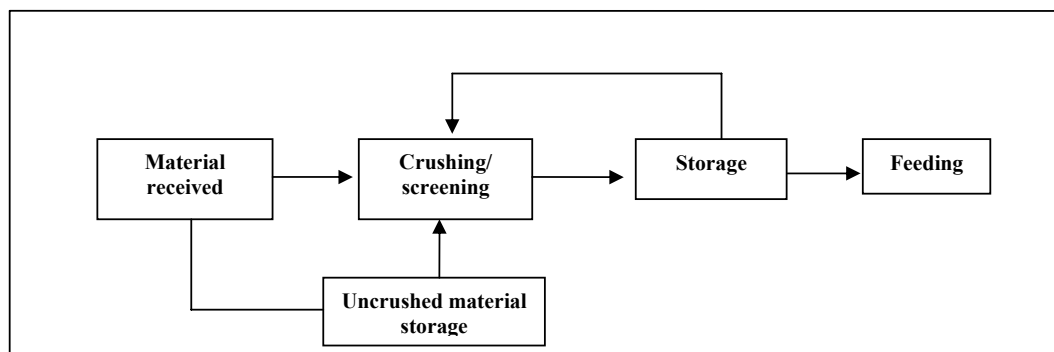 Material
received
Crushing/
screening
Storage
Feeding
Uncrushed material
storage